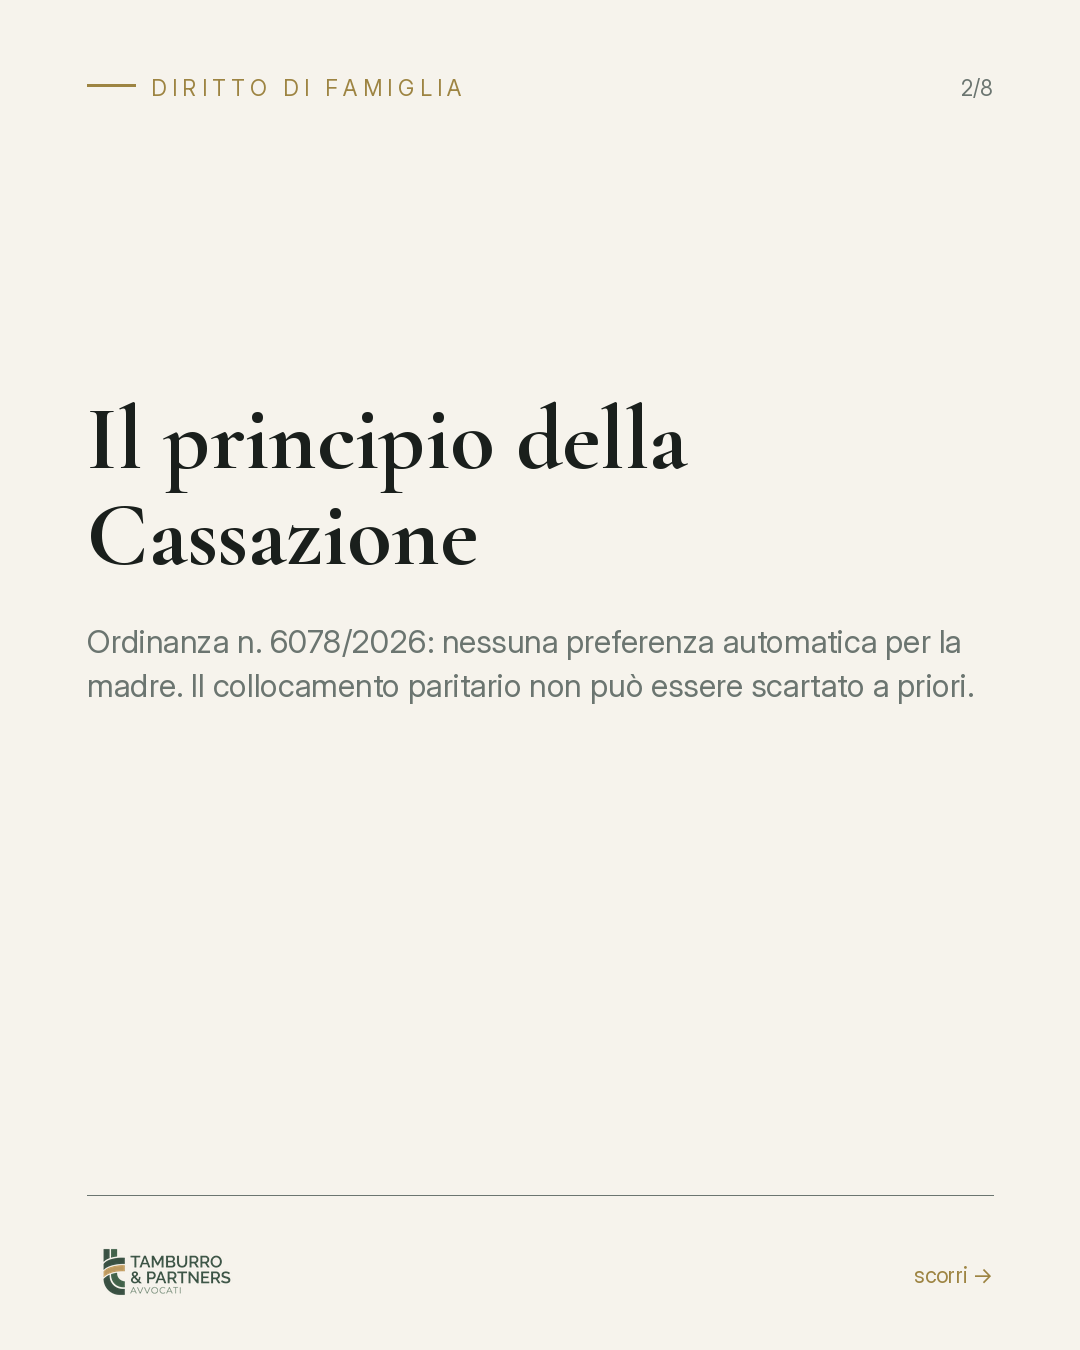 DIRITTO DI FAMIGLIA
2/8
Il principio della
Cassazione
Ordinanza n. 6078/2026: nessuna preferenza automatica per la
madre. Il collocamento paritario non può essere scartato a priori.
TAMBURRO
& PARTNERS
AVVOCATI
scorri →